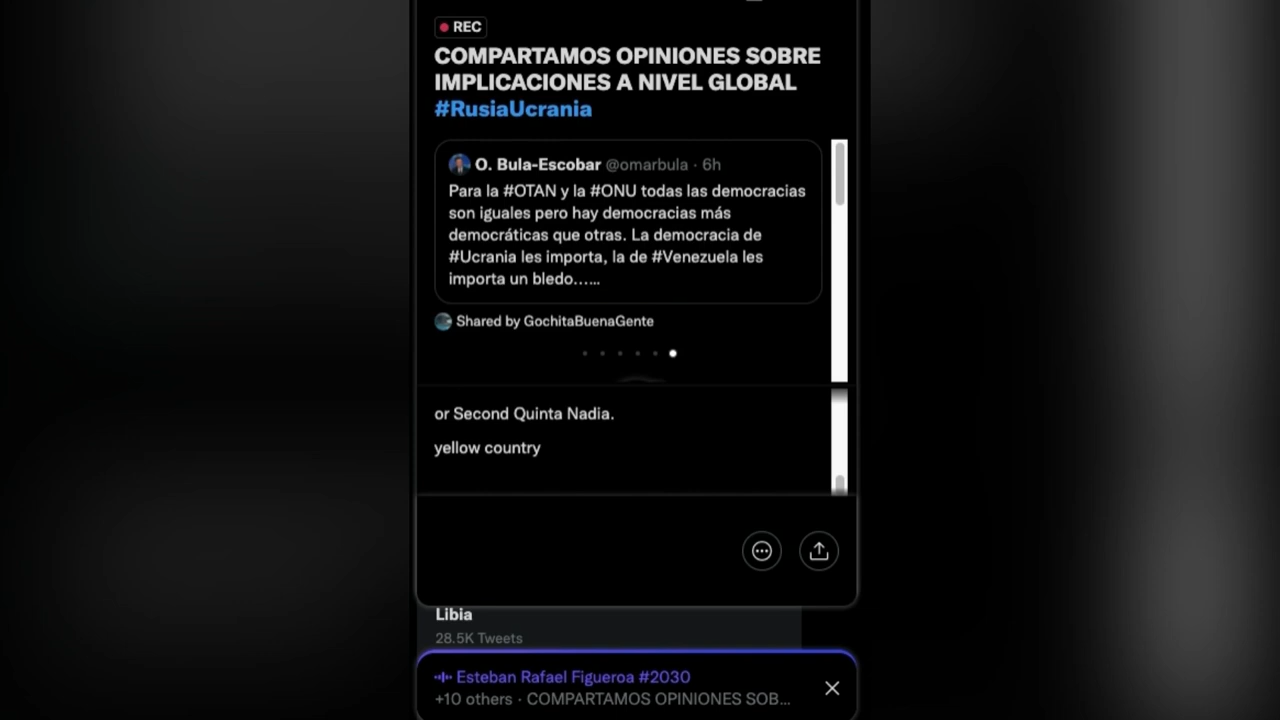 REC
COMPARTAMOS OPINIONES SOBRE
IMPLICACIONES A NIVEL GLOBAL
#RusiaUcrania
O. Bula-Escobar @omarbula · 6h
Para la #OTAN y la #ONU todas las democracias
son iguales pero hay democracias más
democráticas que otras. La democracia de
#Ucrania les importa, la de #Venezuela les
importa un bledo......
Shared by GochitaBuenaGente
or Second Quinta Nadia.
yellow country
Libia
28.5K Tweets
Esteban Rafael Figueroa #2030
+10 others · COMPARTAMOS OPINIONES SOB...